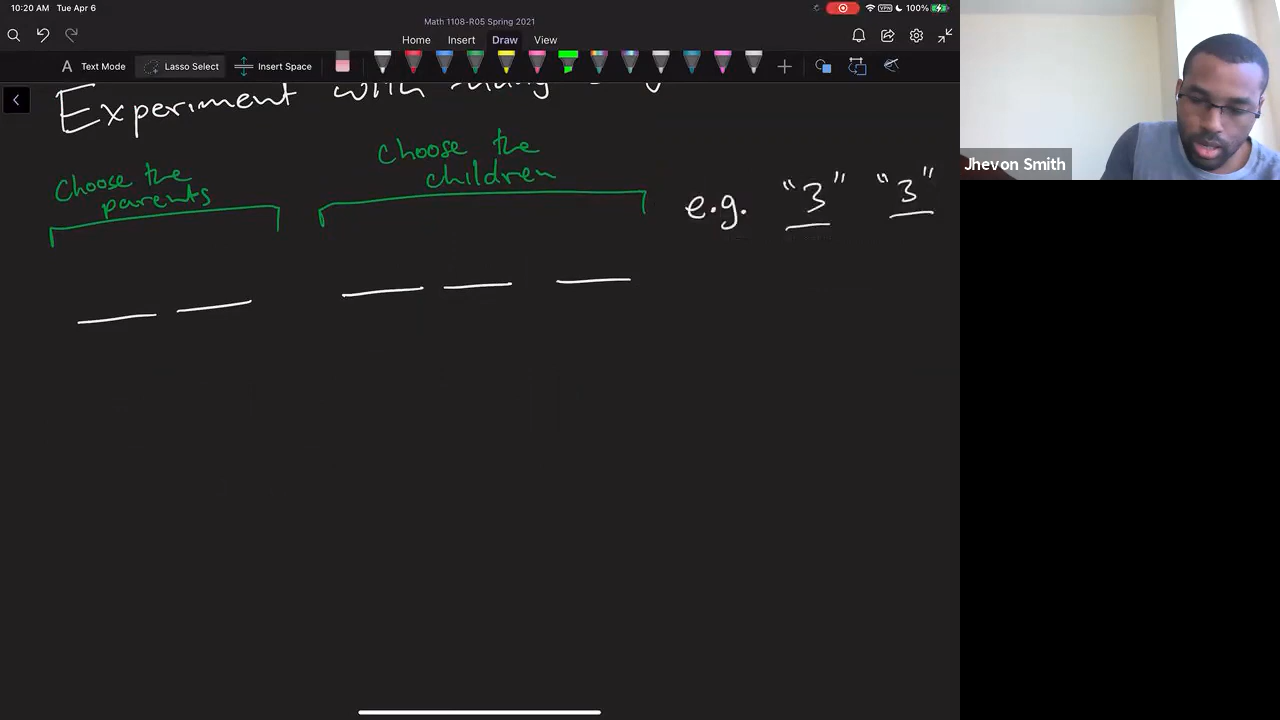 10:20 AM Tue Apr 6
100%
Math 1108-R05 Spring 2021
Home Insert Draw View
A Text Mode Lasso Select Insert Space
Experiment with
choose the parents
choose the children
e.g. "3" "3"
Jhevon Smith